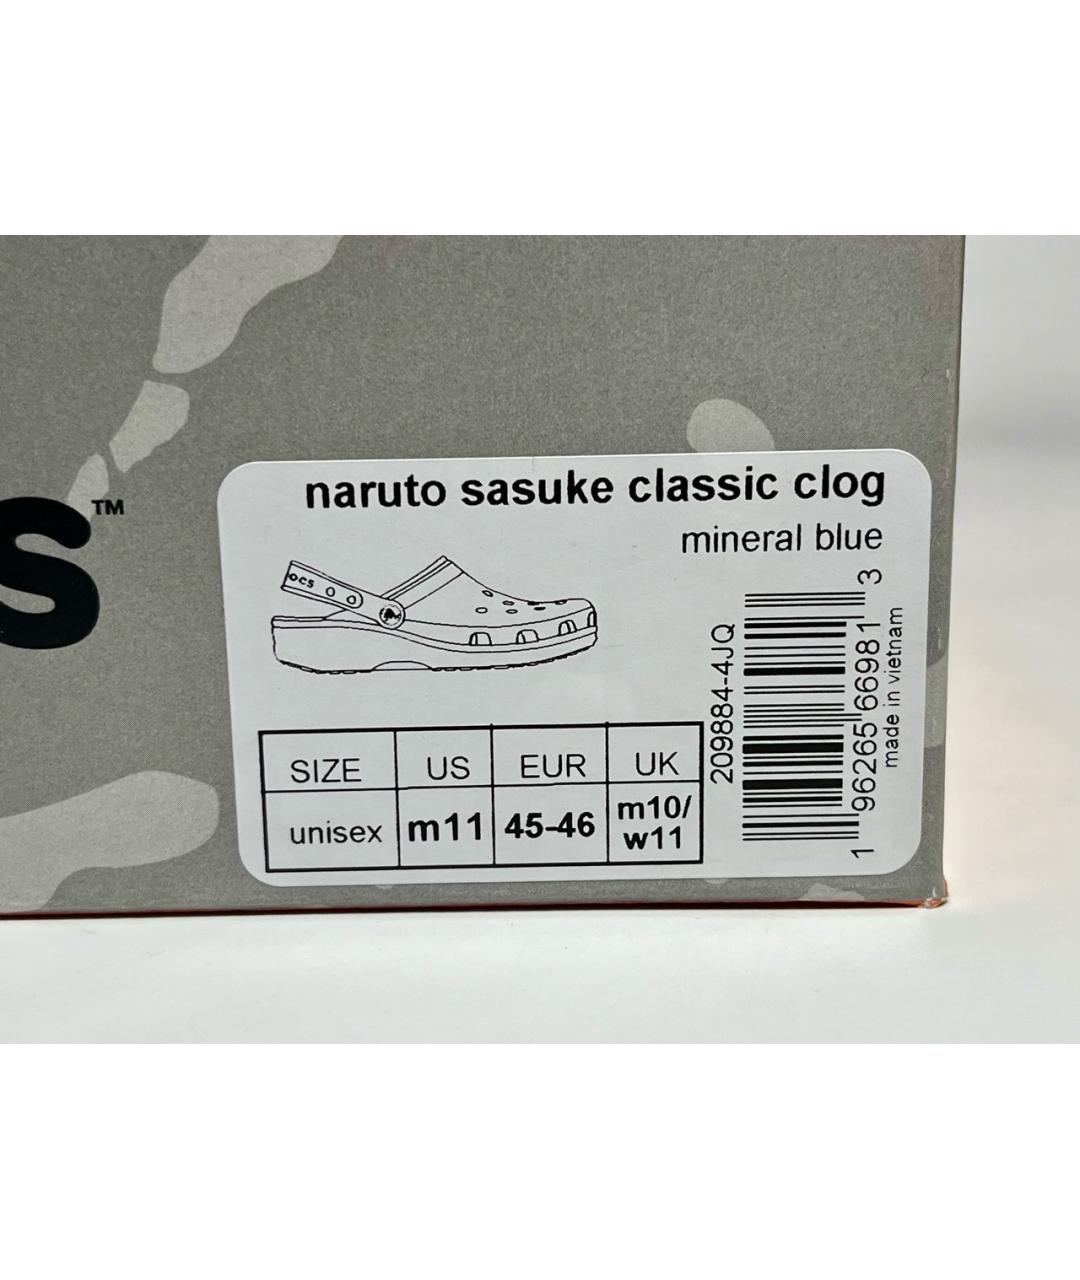 naruto sasuke classic clog
mineral blue
ocs
s™
SIZE US EUR UK
unisex m11 45-46 m10/
w11
209884-4JQ
1 96265 66981 3
made in vietnam